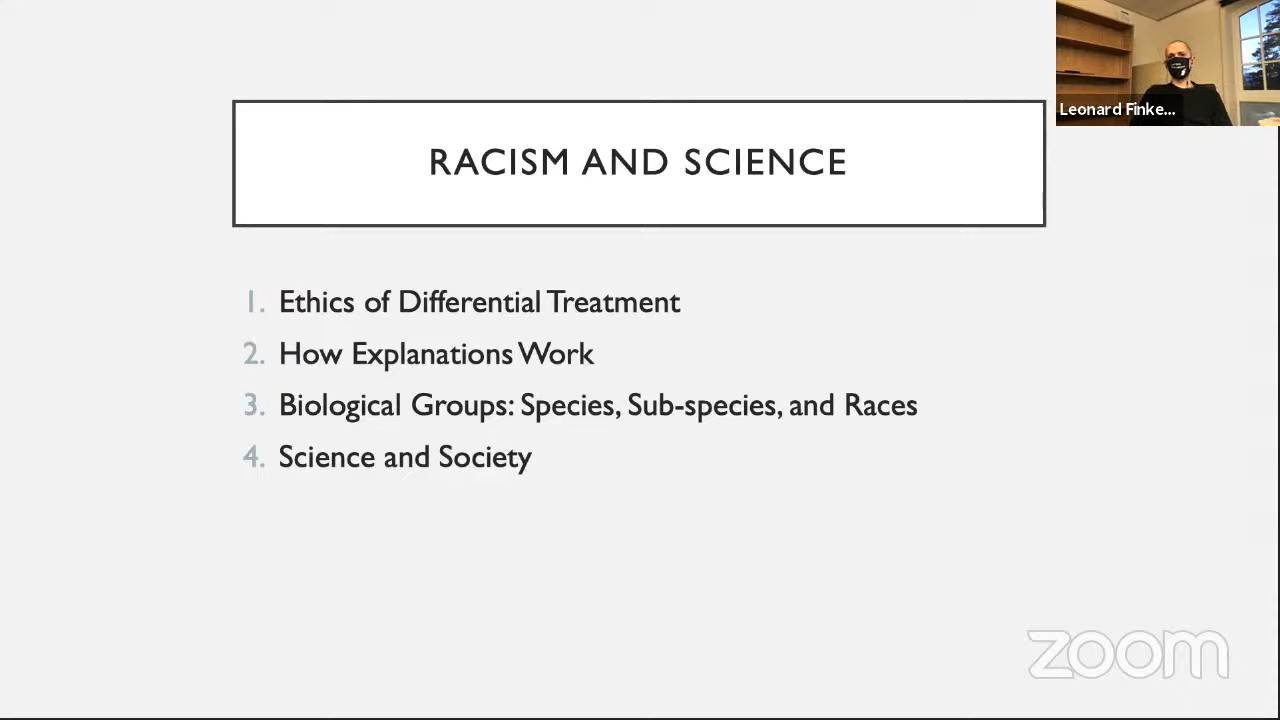 Leonard Finke...
RACISM AND SCIENCE
1. Ethics of Differential Treatment
2. How Explanations Work
3. Biological Groups: Species, Sub-species, and Races
4. Science and Society
zoom